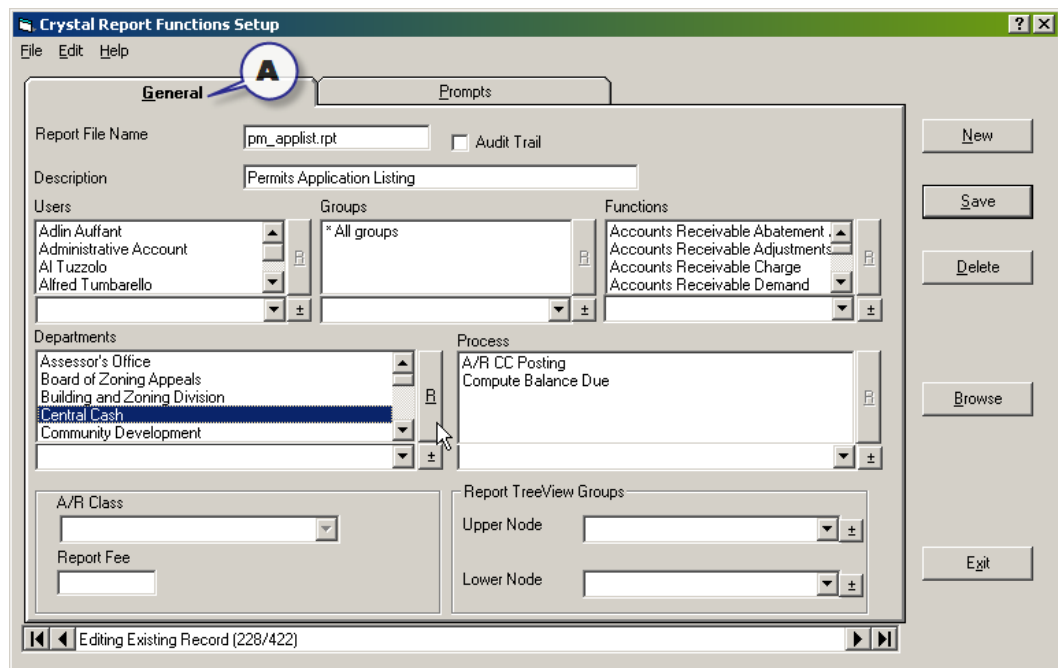 Crystal Report Functions Setup
File Edit Help
A
General
Prompts
Report File Name
pm_applist.rpt
Audit Trail
New
Description
Permits Application Listing
Save
Users
Groups
Functions
Adlin Auffant
Administrative Account
Al Tuzzolo
Alfred Tumbarello
R
* All groups
R
Accounts Receivable Abatement
Accounts Receivable Adjustments
Accounts Receivable Charge
Accounts Receivable Demand
R
Delete
±
±
±
Departments
Process
Assessor's Office
Board of Zoning Appeals
Building and Zoning Division
Central Cash
Community Development
R
A/R CC Posting
Compute Balance Due
R
Browse
±
±
A/R Class
Report Fee
Report TreeView Groups
Upper Node
±
Lower Node
±
Exit
Editing Existing Record (228/422)